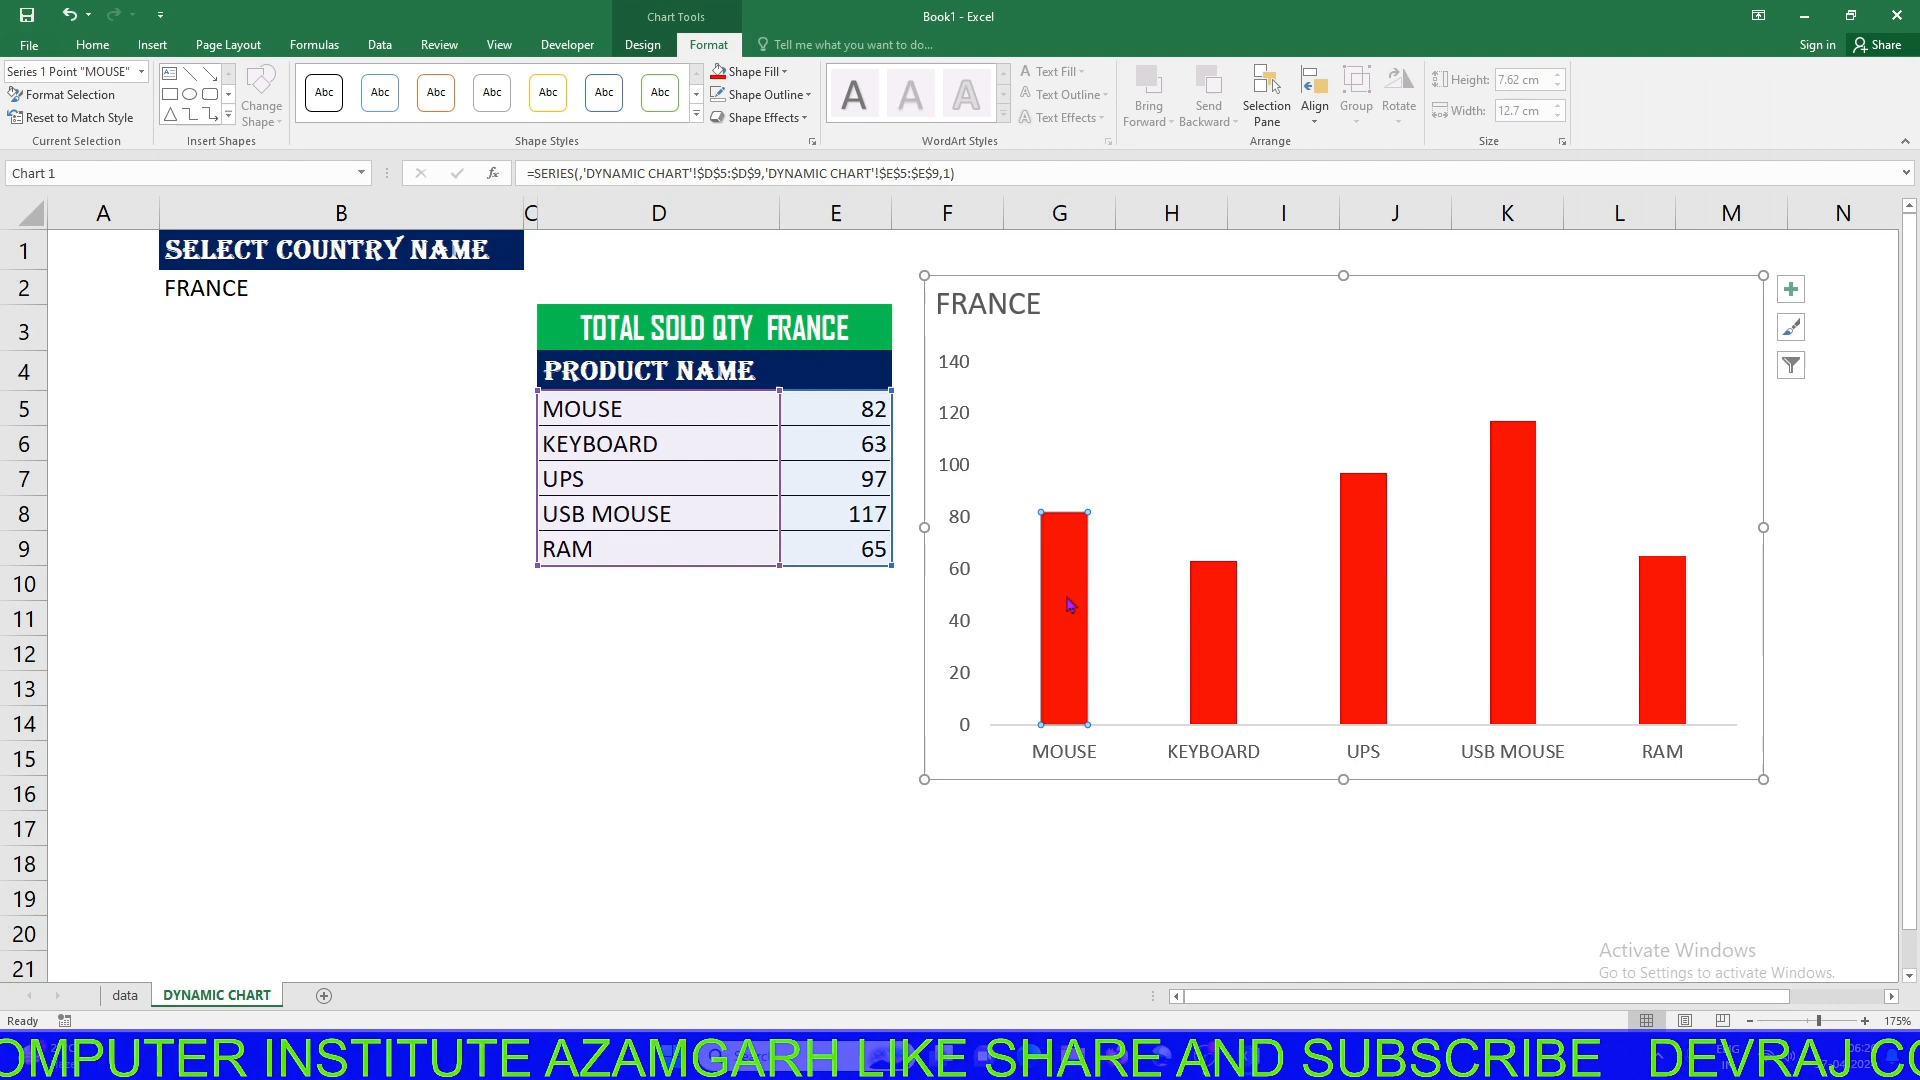 Chart Tools
Book1 - Excel
File Home Insert Page Layout Formulas Data Review View Developer Design Format Tell me what you want to do... Sign in Share
Series 1 Point "MOUSE"
Format Selection
Reset to Match Style
Current Selection
Change Shape
Insert Shapes
Abc Abc Abc Abc Abc Abc Abc
Shape Fill
Shape Outline
Shape Effects
Shape Styles
A A A
Text Fill
Text Outline
Text Effects
WordArt Styles
Bring Forward
Send Backward
Selection Pane
Align
Group
Rotate
Arrange
Height: 7.62 cm
Width: 12.7 cm
Size
Chart 1
fx
=SERIES(,'DYNAMIC CHART'!$D$5:$D$9,'DYNAMIC CHART'!$E$5:$E$9,1)
A B C D E F G H I J K L M N
1 SELECT COUNTRY NAME
2 FRANCE
3 TOTAL SOLD QTY FRANCE
4 PRODUCT NAME
5 MOUSE 82
6 KEYBOARD 63
7 UPS 97
8 USB MOUSE 117
9 RAM 65
10
11
12
13
14
15
16
17
18
19
20
21
FRANCE
140
120
100
80
60
40
20
0
MOUSE KEYBOARD UPS USB MOUSE RAM
Activate Windows
Go to Settings to activate Windows.
data DYNAMIC CHART
Ready
175%
OMPUTER INSTITUTE AZAMGARH LIKE SHARE AND SUBSCRIBE DEVRAJ CO